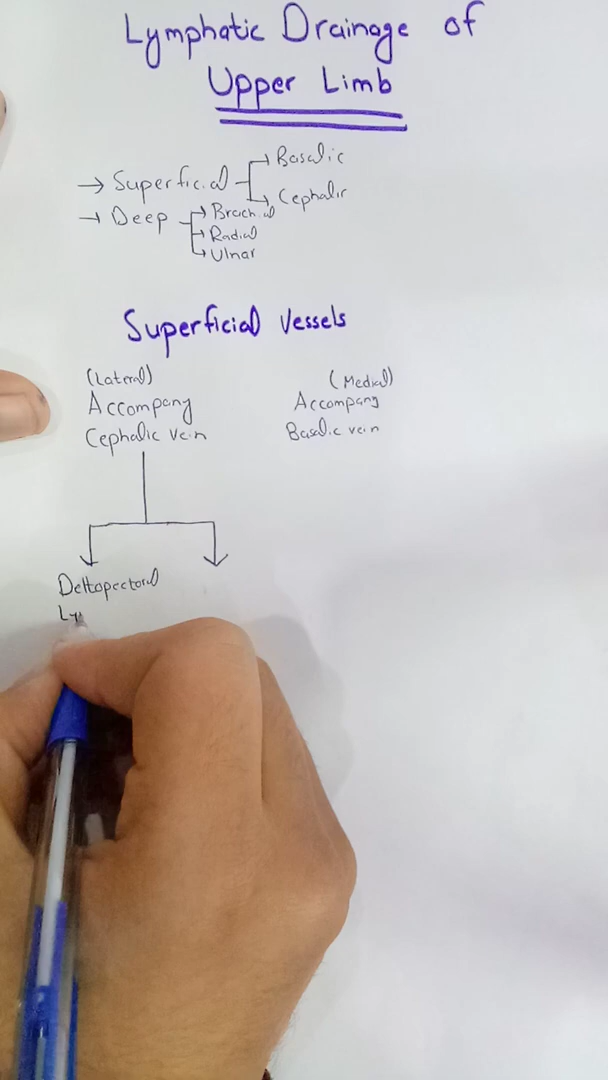 Lymphatic Drainage of
Upper Limb
→ Superficial → Basalic
→ Cephalic
→ Deep → Brachial
→ Radial
→ Ulnar
Superficial Vessels
(Lateral)
Accompany
Cephalic vein
(Medial)
Accompany
Basalic vein
Deltopectoral
Ly